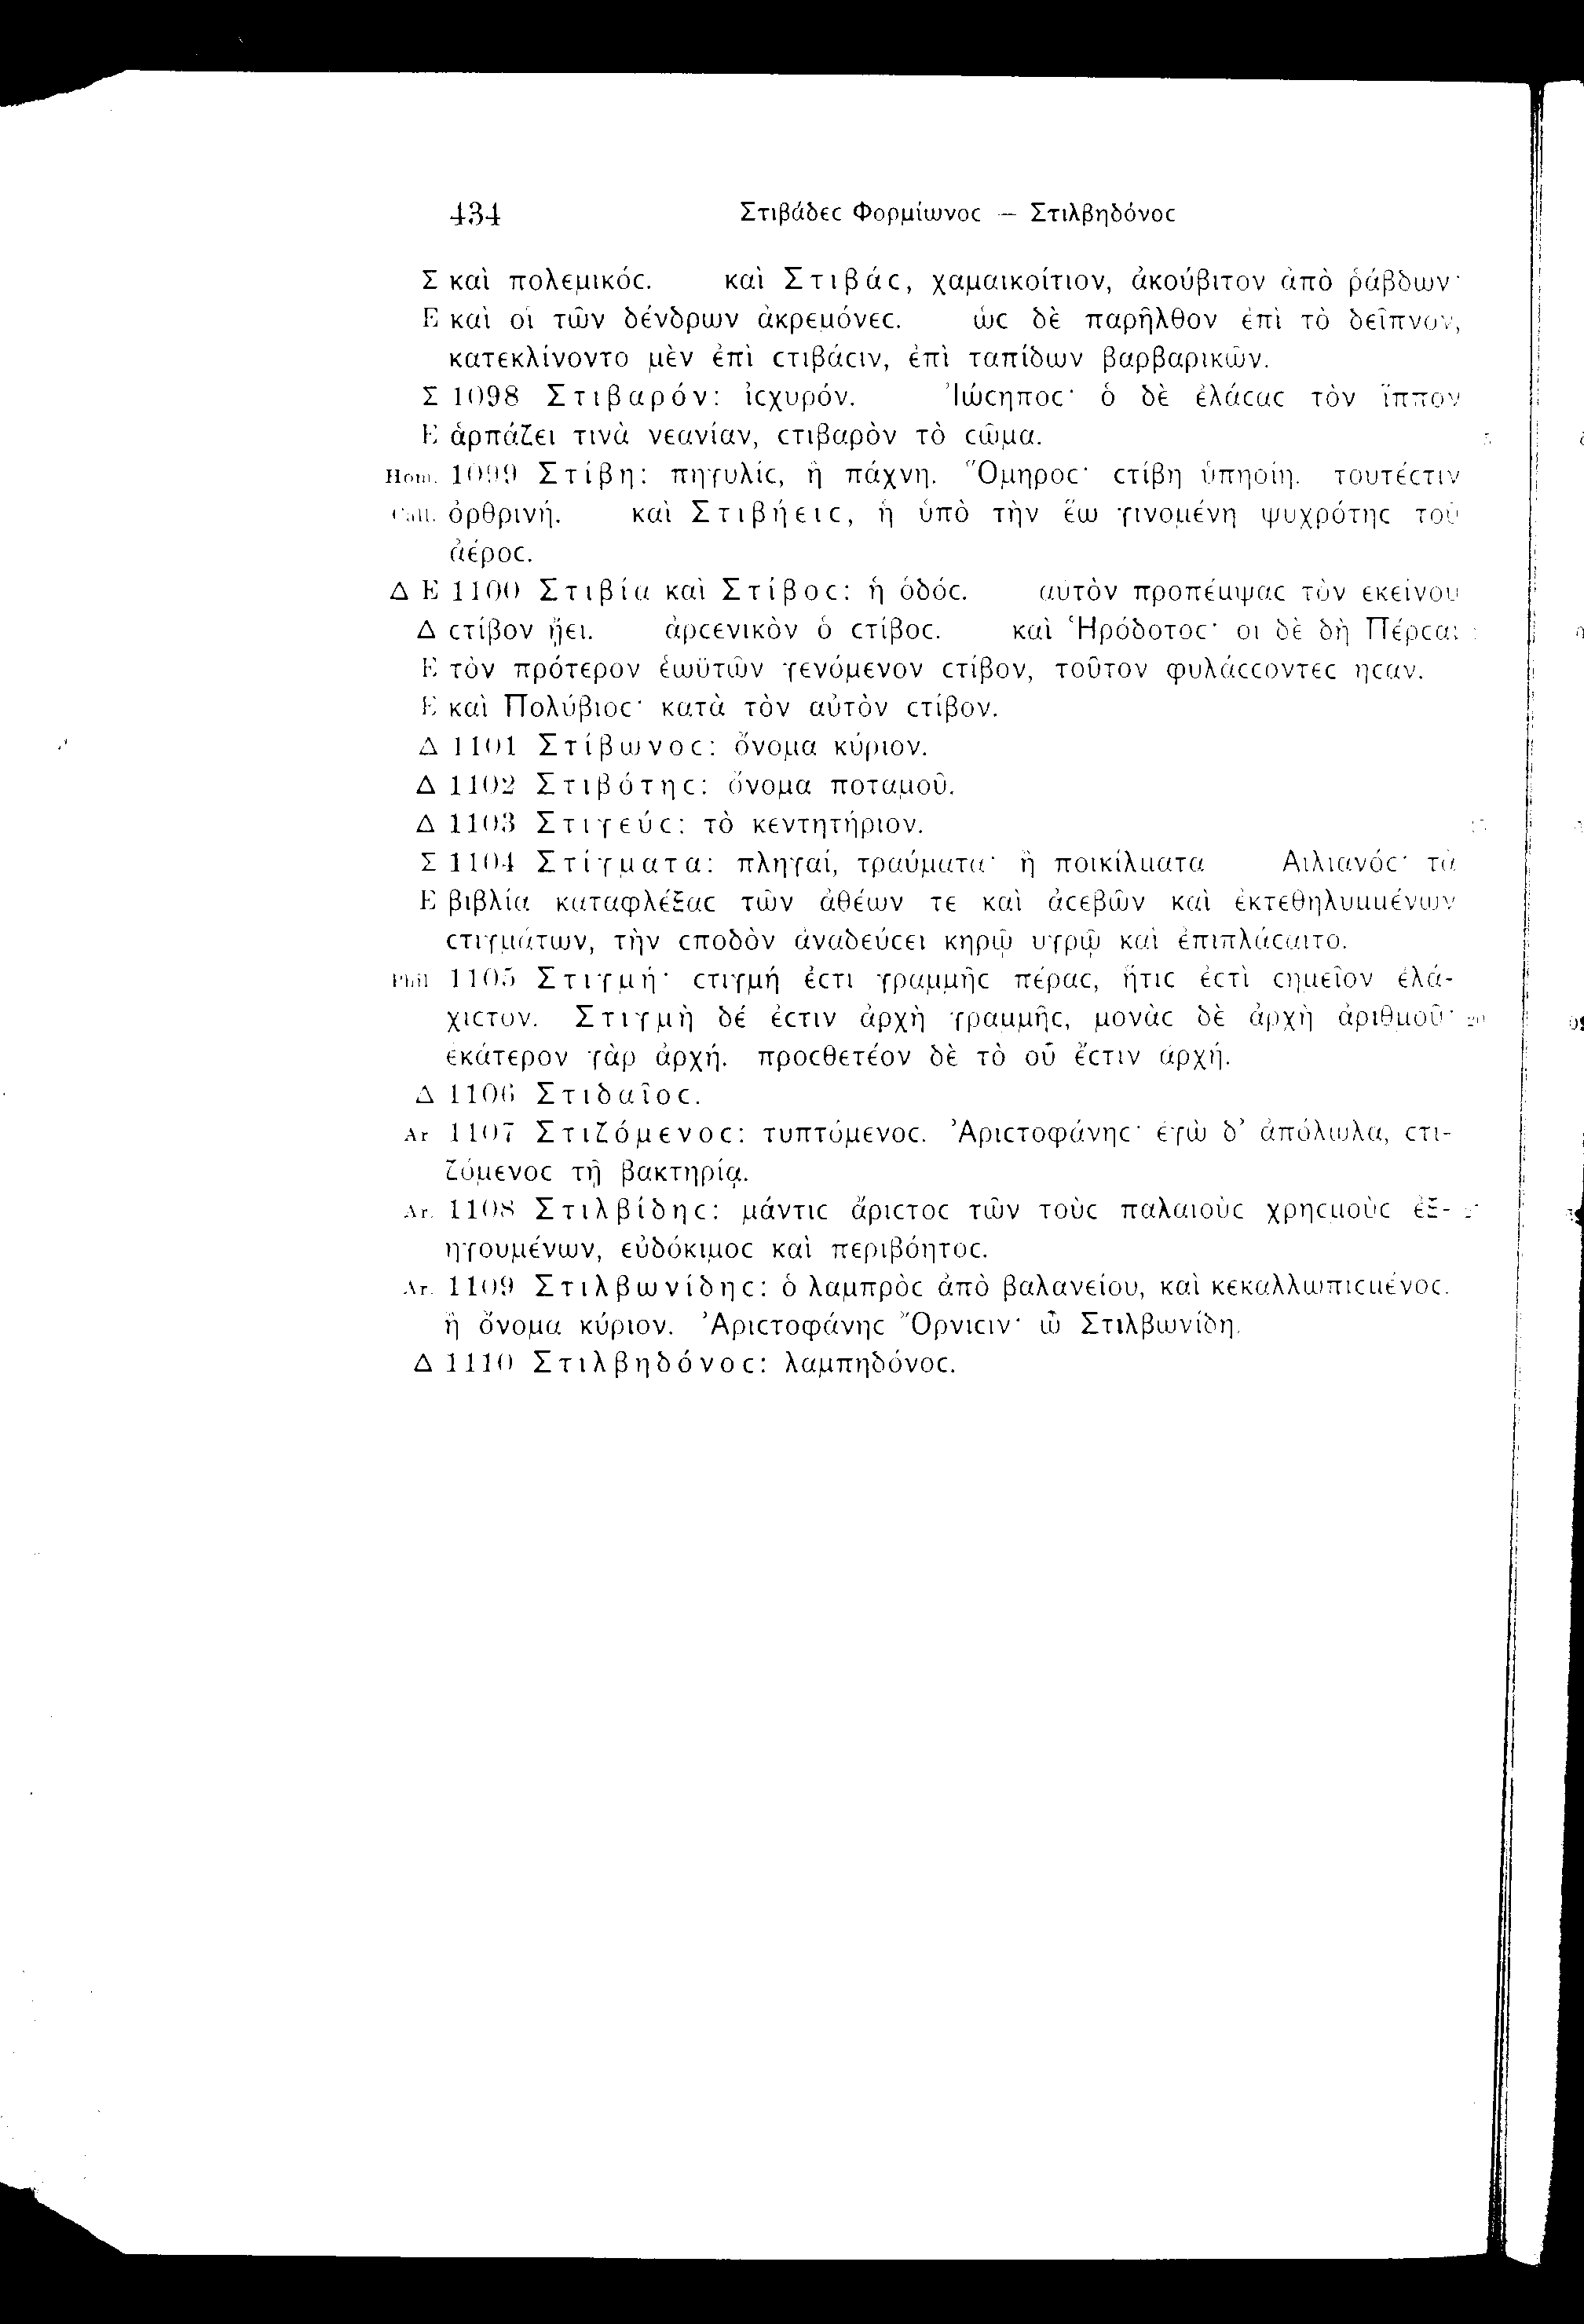 434 Στιβάδεϲ Φορμίωνοϲ — Στιλβηδόνοϲ
Σ καὶ πολεμικόϲ. καὶ Στιβάϲ, χαμαικοίτιον, ἀκούβιτον ἀπὸ ῥάβδων·
Ε καὶ οἱ τῶν δένδρων ἀκρεμόνεϲ. ὡϲ δὲ παρῆλθον ἐπὶ τὸ δεῖπνον,
κατεκλίνοντο μὲν ἐπὶ ϲτιβάϲιν, ἐπὶ ταπίδων βαρβαρικῶν.
Σ 1098 Στιβαρόν: ἰϲχυρόν. Ἰώϲηποϲ· ὁ δὲ ἐλάϲαϲ τὸν ἵππον
Ε ἁρπάζει τινὰ νεανίαν, ϲτιβαρὸν τὸ ϲῶμα. 5
Hom. 1099 Στίβη: πηγυλίϲ, ἢ πάχνη. Ὅμηροϲ· ϲτίβη ὑπηοίη. τουτέϲτιν
Call. ὀρθρινή. καὶ Στιβήειϲ, ἡ ὑπὸ τὴν ἕω γινομένη ψυχρότηϲ τοῦ
ἀέροϲ.
Δ Ε 1100 Στιβία καὶ Στίβοϲ: ἡ ὁδόϲ. αὐτὸν προπέμψαϲ τὸν ἐκείνου
Δ ϲτίβον ᾔει. ἀρϲενικὸν ὁ ϲτίβοϲ. καὶ Ἡρόδοτοϲ· οἱ δὲ δὴ Πέρϲαι
Ε τὸν πρότερον ἑωϋτῶν γενόμενον ϲτίβον, τοῦτον φυλάϲϲοντεϲ ἦϲαν.
Ε καὶ Πολύβιοϲ· κατὰ τὸν αὐτὸν ϲτίβον.
Δ 1101 Στίβωνοϲ: ὄνομα κύριον.
Δ 1102 Στιβότηϲ: ὄνομα ποταμοῦ.
Δ 1103 Στιγεύϲ: τὸ κεντητήριον. 15
Σ 1104 Στίγματα: πληγαί, τραύματα· ἢ ποικίλματα Αἰλιανόϲ· τὰ
Ε βιβλία καταφλέξαϲ τῶν ἀθέων τε καὶ ἀϲεβῶν καὶ ἐκτεθηλυμμένων
ϲτιγμάτων, τὴν ϲποδὸν ἀναδεύϲει κηρῷ ὑγρῷ καὶ ἐπιπλάϲαιτο.
Phil 1105 Στιγμή· ϲτιγμή ἐϲτι γραμμῆϲ πέραϲ, ἥτιϲ ἐϲτὶ ϲημεῖον ἐλά-
χιϲτον. Στιγμὴ δέ ἐϲτιν ἀρχὴ γραμμῆϲ, μονὰϲ δὲ ἀρχὴ ἀριθμοῦ· 20
ἑκάτερον γὰρ ἀρχή. προϲθετέον δὲ τὸ οὗ ἔϲτιν ἀρχή.
Δ 1106 Στιδαῖοϲ.
Ar 1107 Στιζόμενοϲ: τυπτόμενοϲ. Ἀριϲτοφάνηϲ· ἐγὼ δ’ ἀπόλωλα, ϲτι-
ζόμενοϲ τῇ βακτηρίᾳ.
Ar. 1108 Στιλβίδηϲ: μάντιϲ ἄριϲτοϲ τῶν τοὺϲ παλαιοὺϲ χρηϲμοὺϲ ἐξ-
ηγουμένων, εὐδόκιμοϲ καὶ περιβόητοϲ.
Ar. 1109 Στιλβωνίδηϲ: ὁ λαμπρὸϲ ἀπὸ βαλανείου, καὶ κεκαλλωπιϲμένοϲ.
ἢ ὄνομα κύριον. Ἀριϲτοφάνηϲ Ὄρνιϲιν· ὦ Στιλβωνίδη.
Δ 1110 Στιλβηδόνοϲ: λαμπηδόνοϲ.